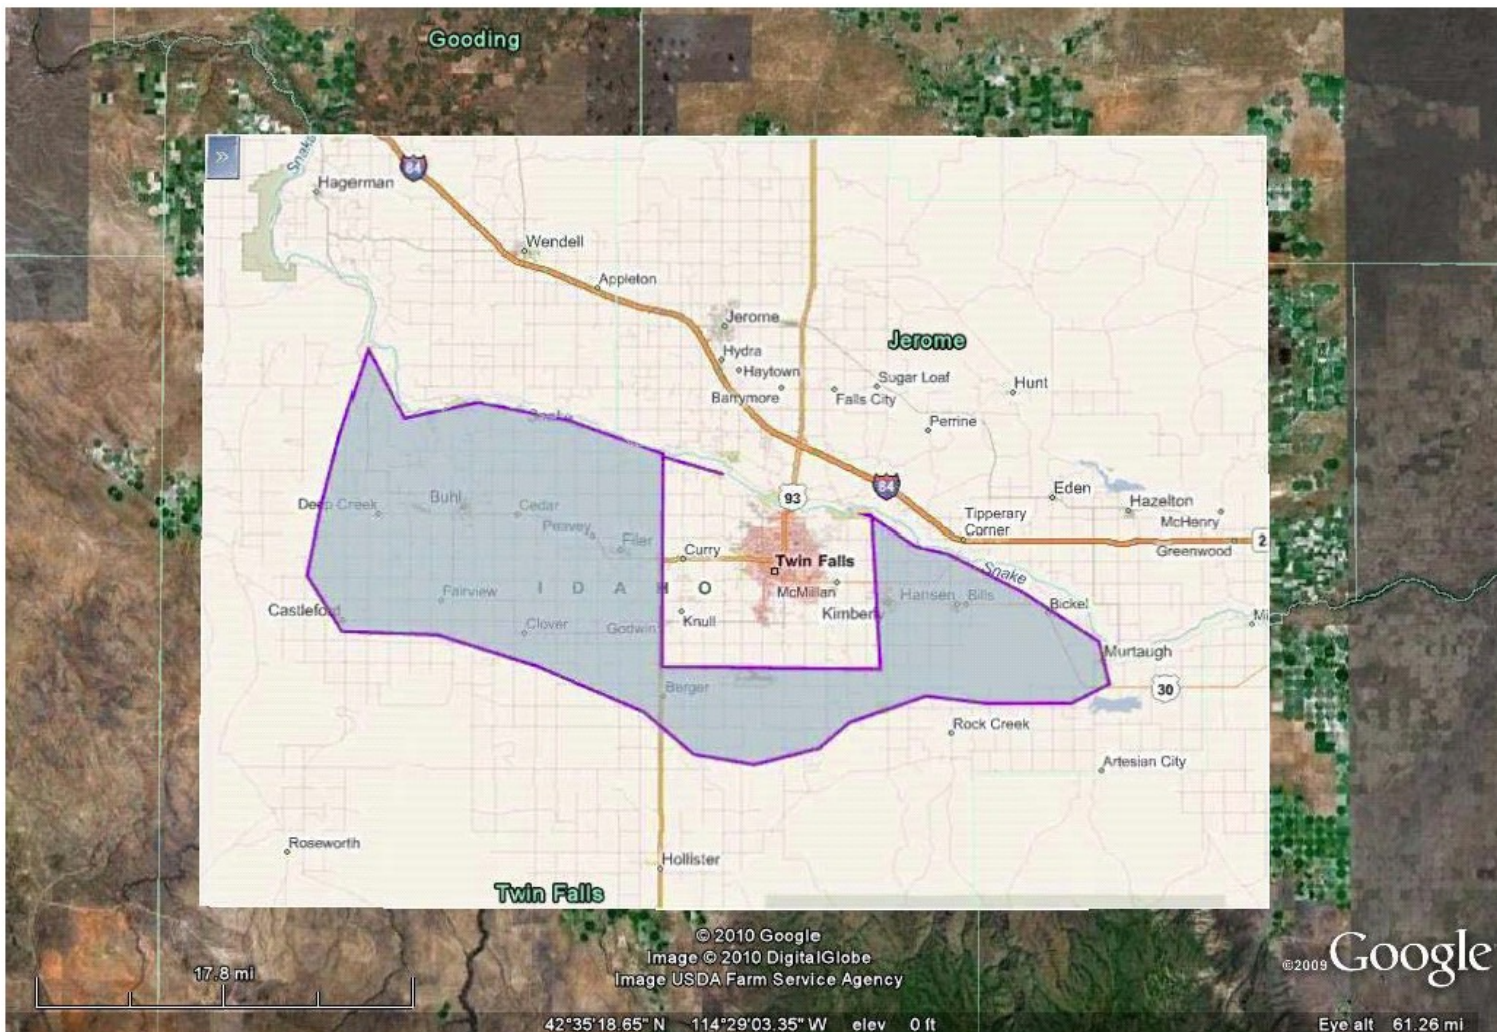 Gooding
Snake
84
Hagerman
Wendell
Appleton
Jerome
Jerome
Hydra
Haytown
Sugar Loaf
Hunt
Barrymore
Falls City
Perrine
Snake
Deep Creek
Buhl
Cedar
93
84
Eden
Hazelton
McHenry
Tipperary
Corner
Peavey
Filer
Curry
Greenwood
2
Twin Falls
Snake
IDAHO
Fairview
McMillan
Hansen
Bills
Bickel
Castleford
Kimberly
Knull
Clover
Godwin
Mi
Murtaugh
Berger
30
Rock Creek
Artesian City
Roseworth
Hollister
Twin Falls
© 2010 Google
Image © 2010 DigitalGlobe
Image USDA Farm Service Agency
©2009 Google
17.8 mi
42°35'18.65" N 114°29'03.35" W elev 0 ft
Eye alt 61.26 mi